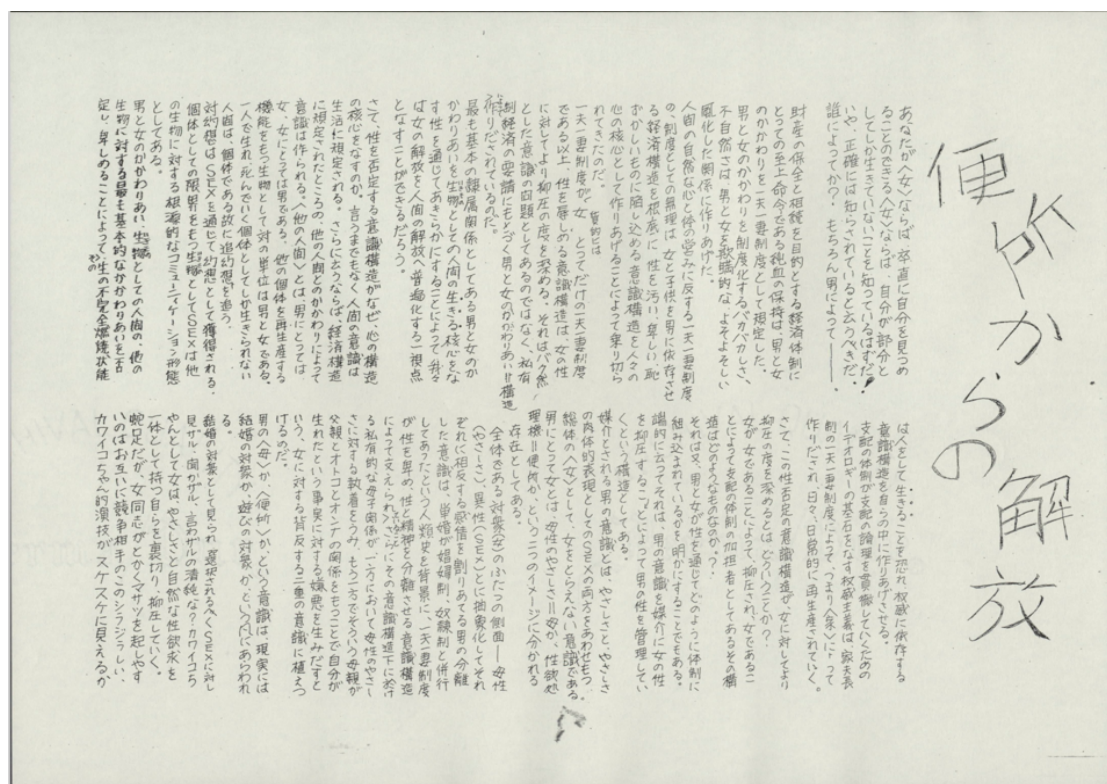 便所からの解放
あなたが〈女〉ならば、卒直に自分を見つめ
ることのできる〈女〉ならば、自分が部分と
してしか生きていないことを知っているはずだ!
いや、正確には知らされていると云うべきだ。
誰によってか? もちろん男によって——。
財産の保全と相続を目的とする経済体制に
とっての至上命令である純血の保持は、男と女
のかかわりを一夫一妻制度として規定した。
男と女のかかわりを制度化するバカバカしさ、
不自然さは男と女を欺瞞的なよそよそしい
風化した関係に作りあげた。
人間の自然な心と体の営みに反する一夫一妻制度
の、制度としての無理は、女と子供を男に依存させ
る経済構造を根底に、性を汚い、卑しい、恥
ずかしいものに陥し込める意識構造を人々の
心の核心として作りあげることによって乗り切ら
れてきたのだ。
一夫一妻制度が、実質的には女にとってだけの一夫一妻制度
である以上、性を辱しめる意識構造は女の性
に対してより抑圧の度を深める。それはバク然
とした意識の問題としてあるのではなく、私有
制経済の要請にもとづく男と女のかかわりあい=構造
として作りだされているのだ。
最も基本的隷属関係としてある男と女のか
かわりあいを生物としての人間の生きる核心をな
す性を通じてあきらかにすることによって我々
は女の解放を人間の解放へ普遍化する一視点
となすことができるだろう。
さて、性を否定する意識構造がなぜ、心の構造
の核心をなすのか。言うまでもなく人間の意識は
生活に規定される。さらに云うならば、経済構造
に規定されたところの、他の人間とのかかわりによって
意識は作られる。〈他の人間〉とは、男にとっては
女、女にとっては男である。他の個体を再生産する
機能をもつ生物として対の単位は男と女である。
一人で生れ、死んでいく個体としてしか生きられない
人間は、個体である故に追幻想を追う。
対幻想はSEXを通じて幻想として獲得される。
個体としての限界をもつ生物としてSEXは他
の生物に対する根源的なコミュニィケーション形態
としてある。
男と女のかかわりあい、生物としての人間の、他の
生物に対する最も基本的なかかわりあいを否
定し、卑しめることによって、生の不完全燃焼状態
は人をして生きることを恐れ、权威に依存する
意識構造を自らの中に作りあげさせる。
支配の体制が支配の論理を貫徹していくための
イデオロギーの基石をなす权威主義は、家夫長
制の一夫一妻制度によって、つまり〈家〉によって
作りだされ、日々、日常的に再生産されていく。
さて、この性否定の意識構造が、女に対してより
抑圧の度を深めるとは、どういうことか?
女が女であることによって、抑圧され、女であるこ
とによって支配の体制の加担者としてあるその構
造はどのようなものなのか。?
それは又、男と女が性を通じてどのように体制に
組み込まれているかを明かにすることでもある。
論的に云ってそれは、男の意識を媒介に女の性
を抑圧することによって男の性を管理してい
くという構造としてある。
媒介とされる男の意識とは、やさしさと、やさしさ
の肉体的表現としてのSEXの両方をあわせもつ
総体の〈女〉として、女をとらえない意識である。
男にとって女とは、母性のやさしさ=母か、性欲処
理機=便所か、という二つのイメージに分かれる
存在としてある。
全体である対象(女)のふたつの側面——母性
(やさしさ)、異性(SEX)とに抽象化してそれ
ぞれに相反する感情を割りあてる男の分離
した意識は、単婚が娼婦制、奴隷制と併行
してあったという人類史を背景に、一夫一妻制度
が性を卑め、性と精神を分離させる意識構造
によって支えられていること、さらにその意識構造下に於け
る私有的な母子関係が、一方において母性のやさし
さに対する執着をうみ、もう一方でそういう母親が
父親とオトコとオンナの関係をもつことで自分が
生れたという事実に対する嫌悪を生みだすと
いう、女に対する背反する二重の意識に植えつ
けるのだ。
男の〈母〉か、〈便所〉か、という意識は、現実には
結婚の対象か、遊びの対象か、という风にあらわれ
る。
結婚の対象として見られ、選択されるべくSEXに対し
見ザル、聞カザル、言わザルの清純な?カワイコち
やんとして女は、やさしさと自然な性欲求を
一体として持つ自らを裏切り、抑圧していく。
蛇足だが、女同志がとかくマサツを起しやす
いのはお互いに競争相手のこのシラジラしい、
カワイコちゃん的演技がスケスケに見えるか